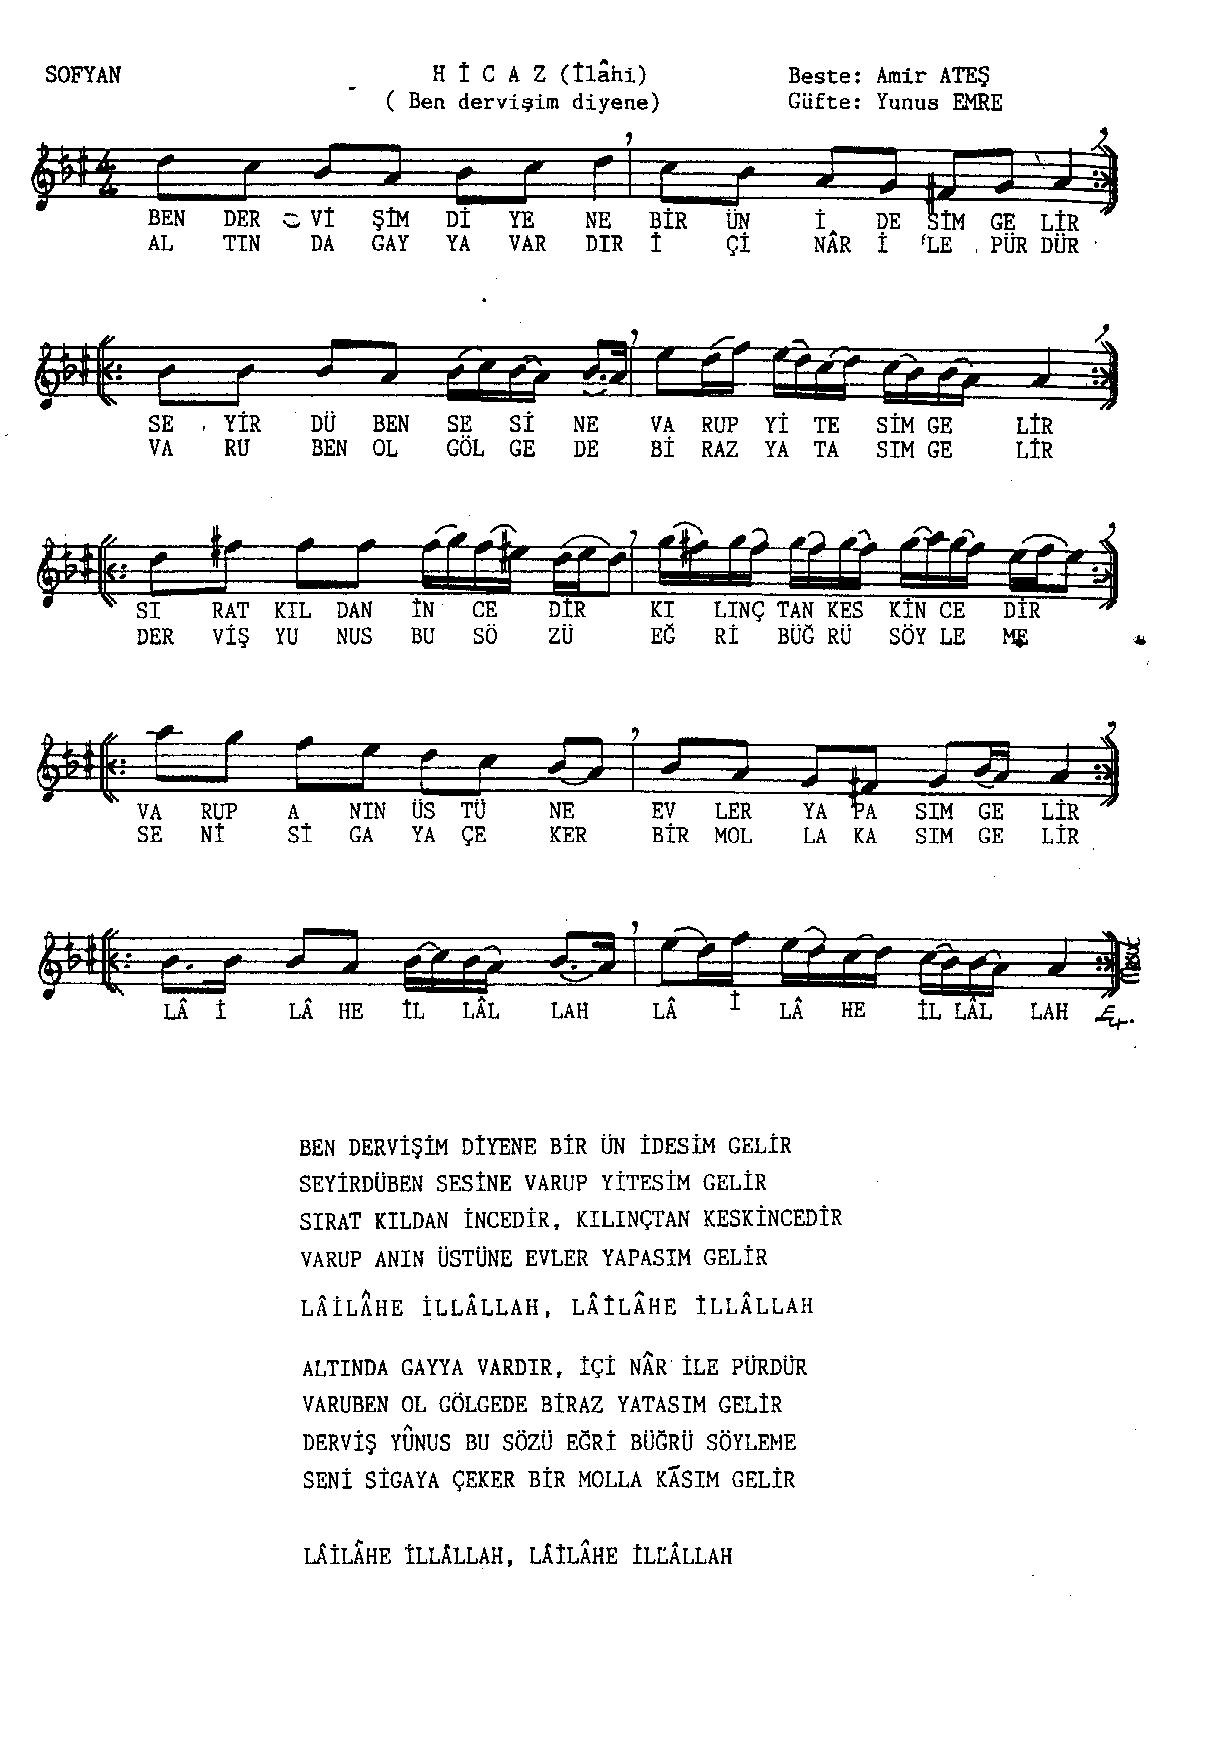 SOFYAN H İ C A Z (İlâhi) Beste: Amir ATEŞ
( Ben dervişim diyene) Güfte: Yunus EMRE
4/4
BEN DER Vİ ŞİM Dİ YE NE BİR ÜN İ DE SİM GE LİR
AL TIN DA GAY YA VAR DIR İ Çİ NÂR İ LE PÜR DÜR
SE YİR DÜ BEN SE Sİ NE VA RUP Yİ TE SİM GE LİR
VA RU BEN OL GÖL GE DE Bİ RAZ YA TA SIM GE LİR
SI RAT KIL DAN İN CE DİR KI LINÇ TAN KES KİN CE DİR
DER VİŞ YU NUS BU SÖ ZÜ EĞ Rİ BÜĞ RÜ SÖY LE ME
VA RUP A NIN ÜS TÜ NE EV LER YA PA SIM GE LİR
SE Nİ Sİ GA YA ÇE KER BİR MOL LA KA SIM GE LİR
LÂ İ LÂ HE İL LÂL LAH LÂ İ LÂ HE İL LÂL LAH
BEN DERVİŞİM DİYENE BİR ÜN İDESİM GELİR
SEYİRDÜBEN SESİNE VARUP YİTESİM GELİR
SIRAT KILDAN İNCEDİR, KILINÇTAN KESKİNCEDİR
VARUP ANIN ÜSTÜNE EVLER YAPASIM GELİR
LÂİLÂHE İLLÂLLAH, LÂİLÂHE İLLÂLLAH
ALTINDA GAYYA VARDIR, İÇİ NÂR İLE PÜRDÜR
VARUBEN OL GÖLGEDE BİRAZ YATASIM GELİR
DERVİŞ YÛNUS BU SÖZÜ EĞRİ BÜĞRÜ SÖYLEME
SENİ SİGAYA ÇEKER BİR MOLLA KÂSIM GELİR
LÂİLÂHE İLLÂLLAH, LÂİLÂHE İLLÂLLAH